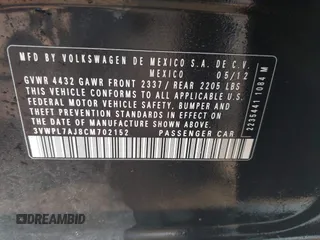 MFD BY VOLKSWAGEN DE MEXICO S.A. DE C.V.
MEXICO 05/12
GVWR 4432 GAWR FRONT 2337/ REAR 2205 LBS
THIS VEHICLE CONFORMS TO ALL APPLICABLE
FEDERAL MOTOR VEHICLE SAFETY, BUMPER, AND
THEFT PREVENTION STANDARDS IN EFFECT ON
THE DATE OF MANUFACTURE SHOWN ABOVE
3VWPL7AJ8CM702152 PASSENGER CAR
2235441 1084 M
DREAMBID